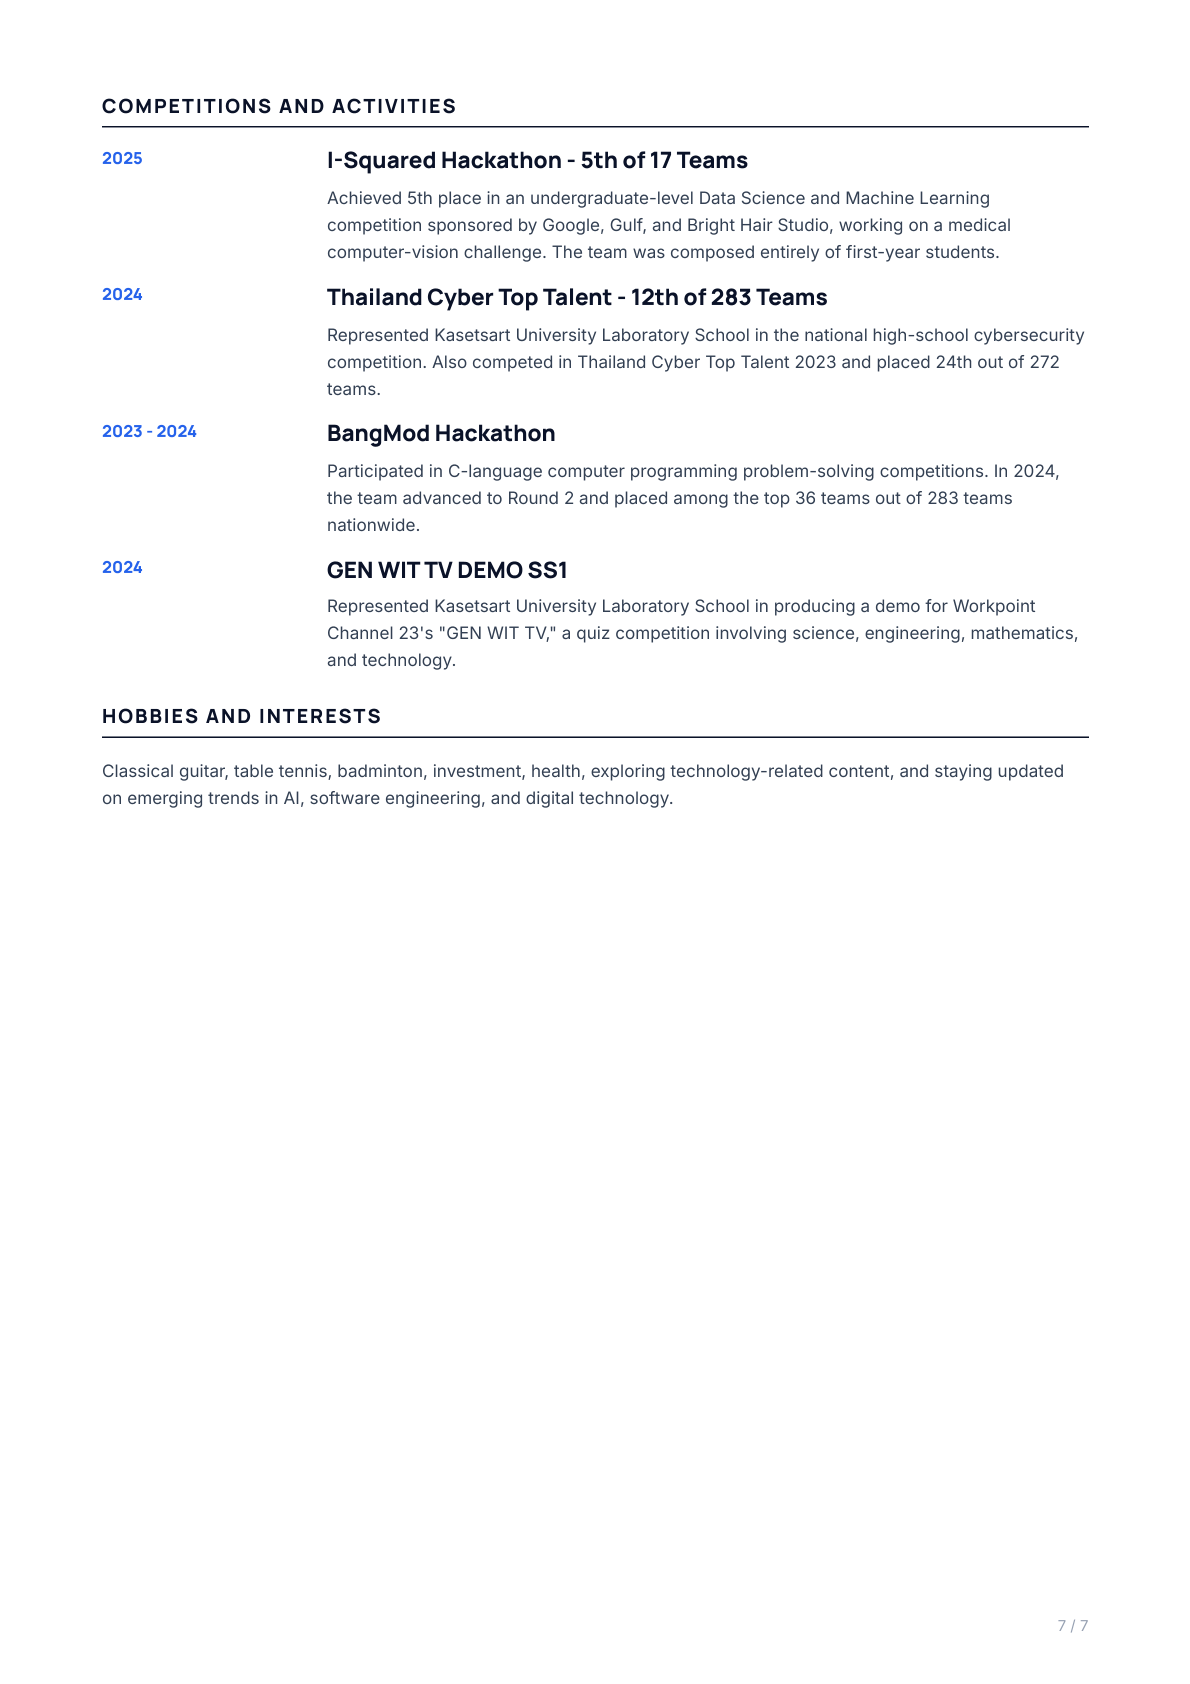 COMPETITIONS AND ACTIVITIES
2025
I-Squared Hackathon - 5th of 17 Teams
Achieved 5th place in an undergraduate-level Data Science and Machine Learning
competition sponsored by Google, Gulf, and Bright Hair Studio, working on a medical
computer-vision challenge. The team was composed entirely of first-year students.
2024
Thailand Cyber Top Talent - 12th of 283 Teams
Represented Kasetsart University Laboratory School in the national high-school cybersecurity
competition. Also competed in Thailand Cyber Top Talent 2023 and placed 24th out of 272
teams.
2023 - 2024
BangMod Hackathon
Participated in C-language computer programming problem-solving competitions. In 2024,
the team advanced to Round 2 and placed among the top 36 teams out of 283 teams
nationwide.
2024
GEN WIT TV DEMO SS1
Represented Kasetsart University Laboratory School in producing a demo for Workpoint
Channel 23's "GEN WIT TV," a quiz competition involving science, engineering, mathematics,
and technology.
HOBBIES AND INTERESTS
Classical guitar, table tennis, badminton, investment, health, exploring technology-related content, and staying updated
on emerging trends in AI, software engineering, and digital technology.
7 / 7